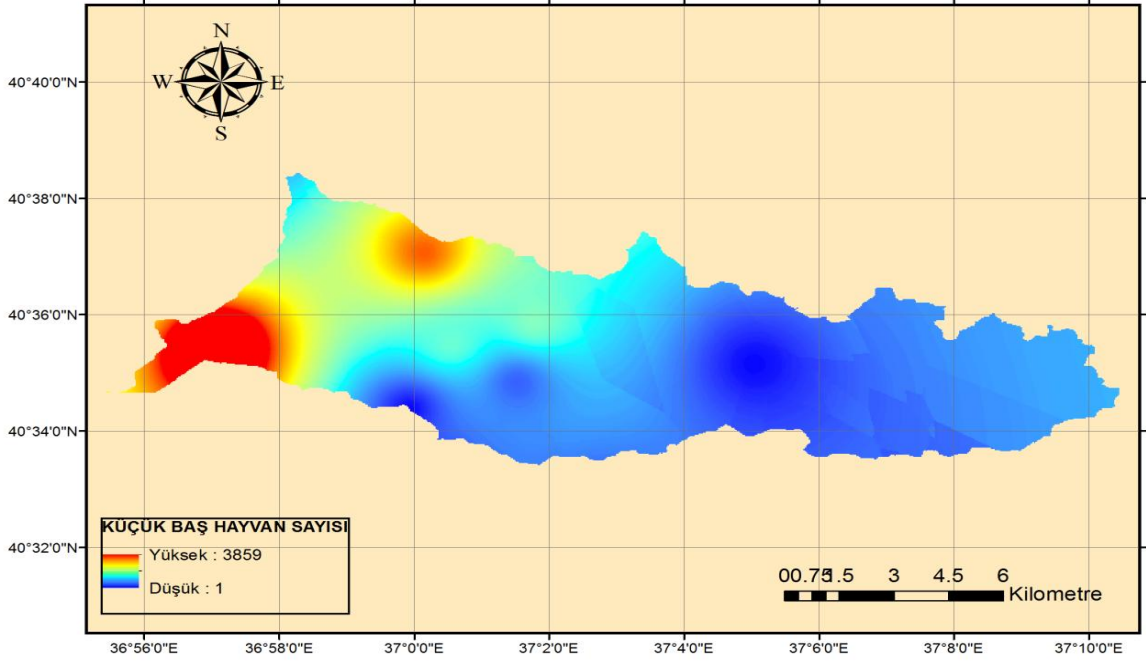 N
W E
S
40°40'0"N
40°38'0"N
40°36'0"N
40°34'0"N
40°32'0"N
KÜÇÜK BAŞ HAYVAN SAYISI
Yüksek : 3859
Düşük : 1
00.751.5 3 4.5 6
Kilometre
36°56'0"E 36°58'0"E 37°0'0"E 37°2'0"E 37°4'0"E 37°6'0"E 37°8'0"E 37°10'0"E